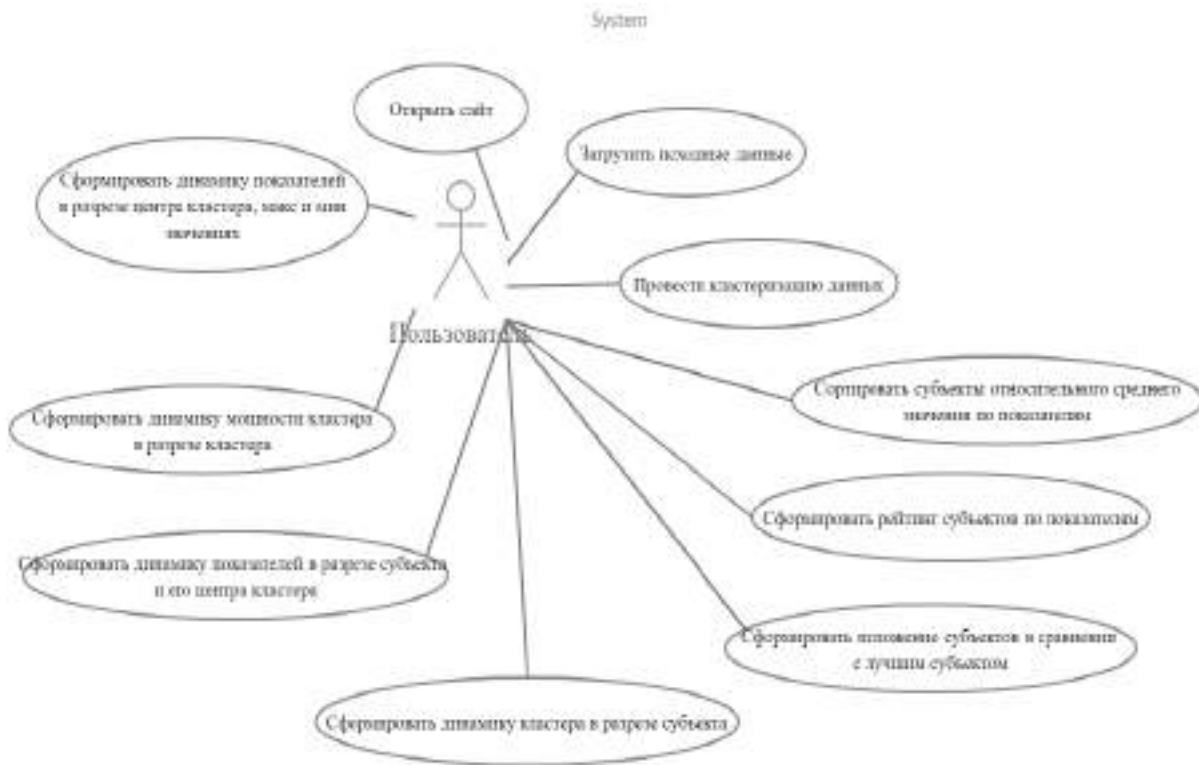 System
Открыть сайт
Загрузить исходные данные
Сформировать динамику показателей
в разрезе центра кластера, макс и мин
значениях
Провести кластеризацию данных
Пользователь
Сортировать субъекты относительного среднего
значения по показателям
Сформировать динамику мощности кластера
в разрезе кластера
Сформировать рейтинг субъектов по показателям
Сформировать динамику показателей в разрезе субъекта
и его центра кластера
Сформировать положение субъектов в сравнении
с лучшим субъектом
Сформировать динамику кластера в разрезе субъекта